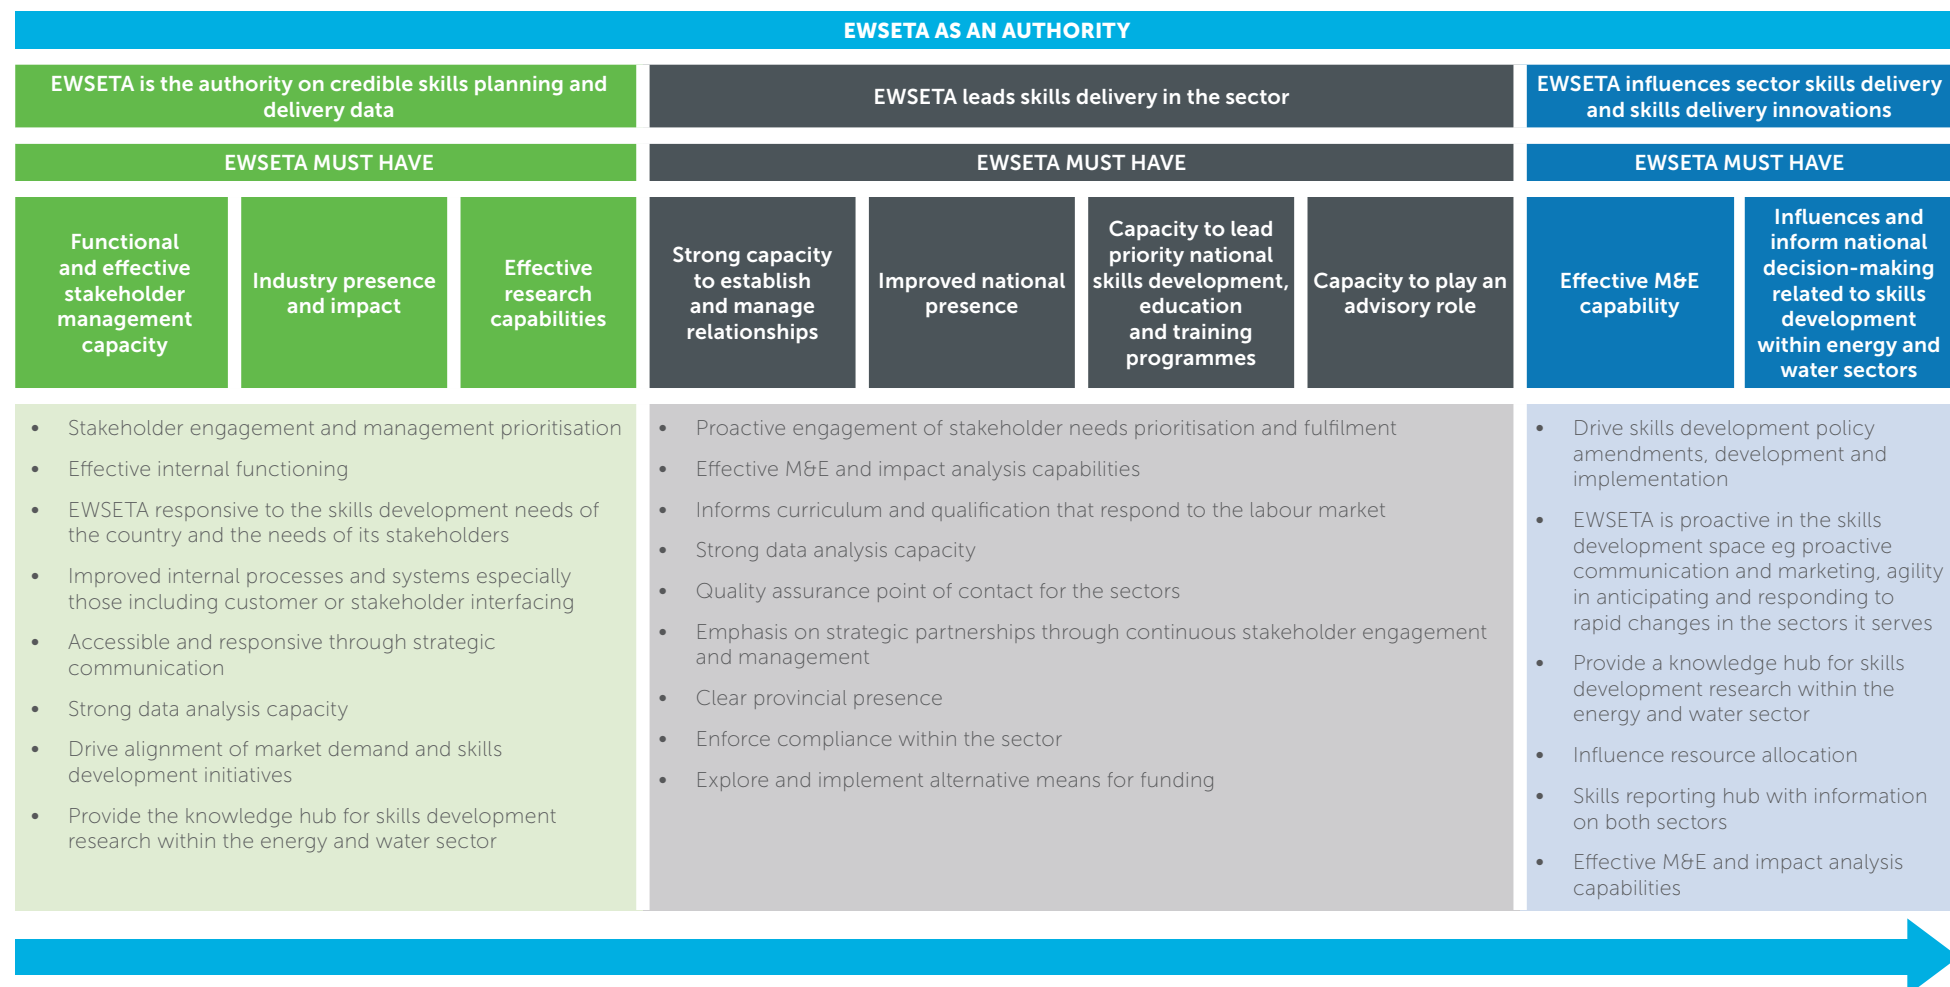 EWSETA AS AN AUTHORITY
EWSETA is the authority on credible skills planning and
delivery data
EWSETA MUST HAVE
Functional
and effective
stakeholder
management
capacity
Industry presence
and impact
Effective
research
capabilities
• Stakeholder engagement and management prioritisation
• Effective internal functioning
• EWSETA responsive to the skills development needs of
the country and the needs of its stakeholders
• Improved internal processes and systems especially
those including customer or stakeholder interfacing
• Accessible and responsive through strategic
communication
• Strong data analysis capacity
• Drive alignment of market demand and skills
development initiatives
• Provide the knowledge hub for skills development
research within the energy and water sector
EWSETA leads skills delivery in the sector
EWSETA MUST HAVE
Strong capacity
to establish
and manage
relationships
Improved national
presence
Capacity to lead
priority national
skills development,
education
and training
programmes
Capacity to play an
advisory role
• Proactive engagement of stakeholder needs prioritisation and fulfilment
• Effective M&E and impact analysis capabilities
• Informs curriculum and qualification that respond to the labour market
• Strong data analysis capacity
• Quality assurance point of contact for the sectors
• Emphasis on strategic partnerships through continuous stakeholder engagement
and management
• Clear provincial presence
• Enforce compliance within the sector
• Explore and implement alternative means for funding
EWSETA influences sector skills delivery
and skills delivery innovations
EWSETA MUST HAVE
Effective M&E
capability
Influences and
inform national
decision-making
related to skills
development
within energy and
water sectors
• Drive skills development policy
amendments, development and
implementation
• EWSETA is proactive in the skills
development space eg proactive
communication and marketing, agility
in anticipating and responding to
rapid changes in the sectors it serves
• Provide a knowledge hub for skills
development research within the
energy and water sector
• Influence resource allocation
• Skills reporting hub with information
on both sectors
• Effective M&E and impact analysis
capabilities